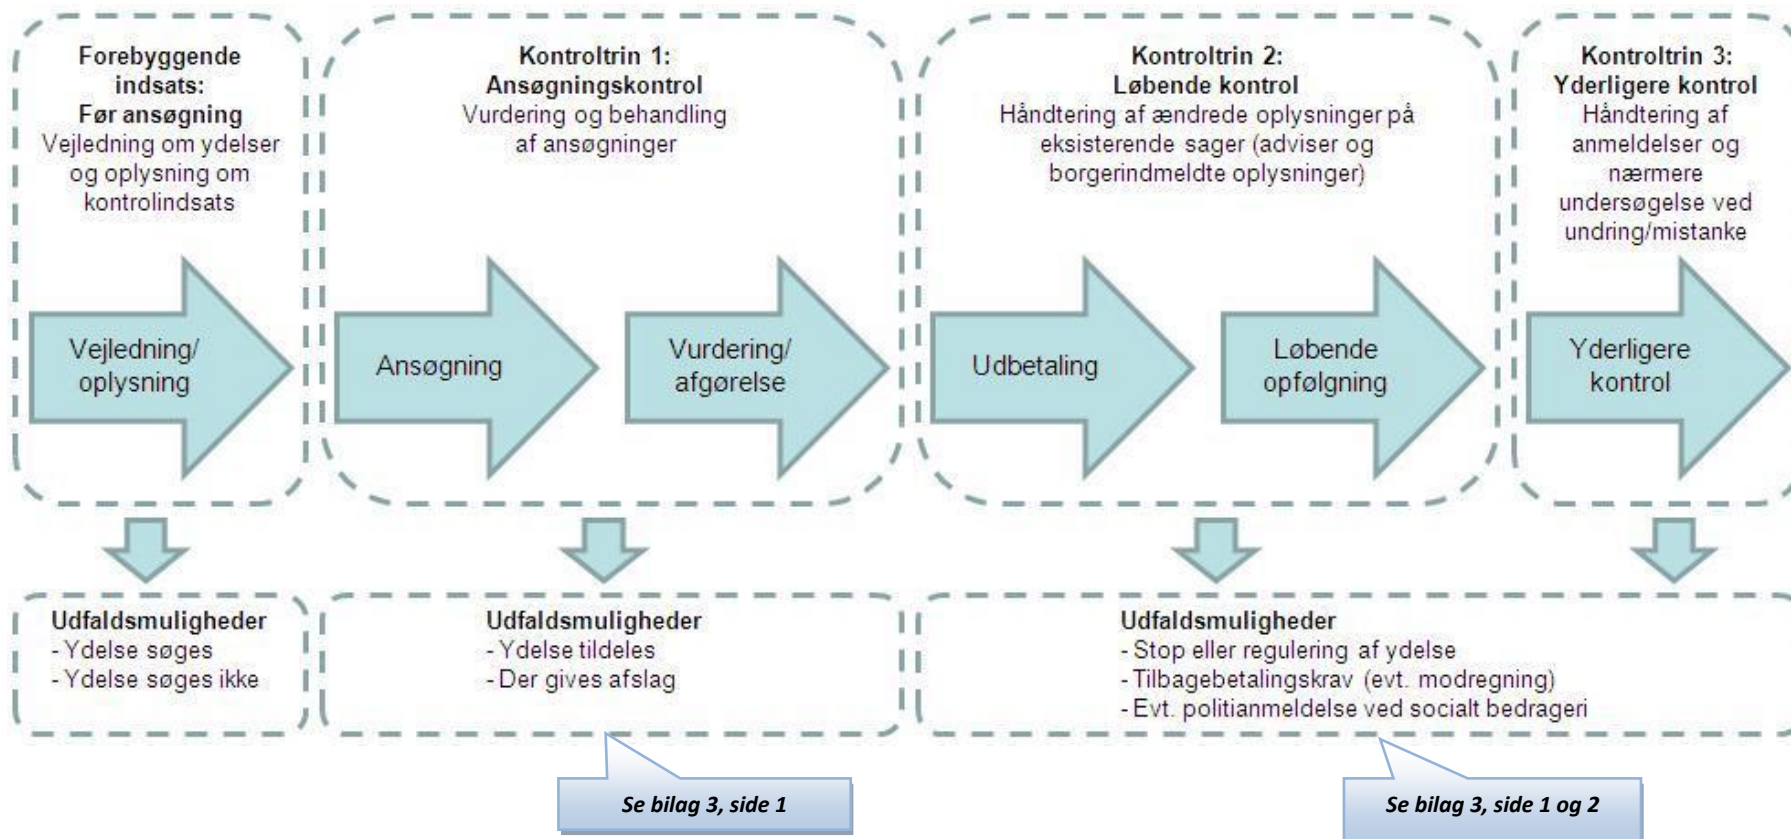 Forebyggende
indsats:
Før ansøgning
Vejledning om ydelser
og oplysning om
kontrolindsats
Kontroltrin 1:
Ansøgningskontrol
Vurdering og behandling
af ansøgninger
Kontroltrin 2:
Løbende kontrol
Håndtering af ændrede oplysninger på
eksisterende sager (adviser og
borgerindmeldte oplysninger)
Kontroltrin 3:
Yderligere kontrol
Håndtering af
anmeldelser og
nærmere
undersøgelse ved
undring/mistanke
Vejledning/
oplysning
Ansøgning
Vurdering/
afgørelse
Udbetaling
Løbende
opfølgning
Yderligere
kontrol
Udfaldsmuligheder
- Ydelse søges
- Ydelse søges ikke
Udfaldsmuligheder
- Ydelse tildeles
- Der gives afslag
Udfaldsmuligheder
- Stop eller regulering af ydelse
- Tilbagebetalingskrav (evt. modregning)
- Evt. politianmeldelse ved socialt bedrageri
Se bilag 3, side 1
Se bilag 3, side 1 og 2